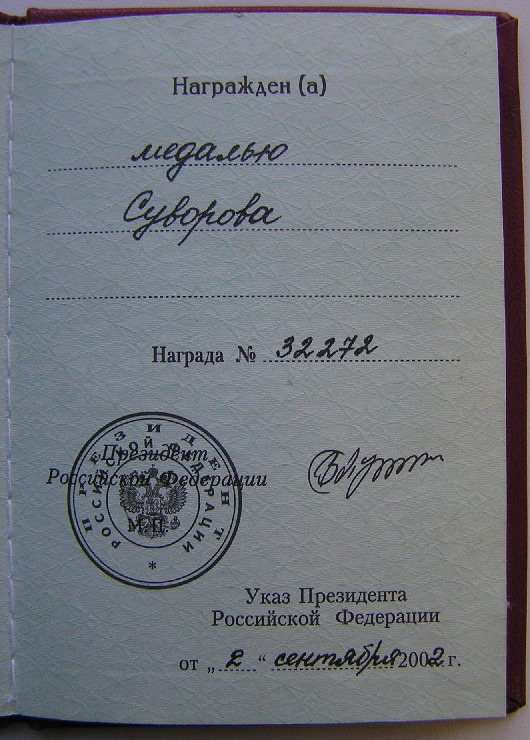 Награжден (а)
медалью
Суворова
Награда № 32272
Президент
Российской Федерации
М.П.
ПРЕЗИДЕНТ
РОССИЙСКОЙ ФЕДЕРАЦИИ
*
Указ Президента
Российской Федерации
от „ 2 “ сентября 2002 г.